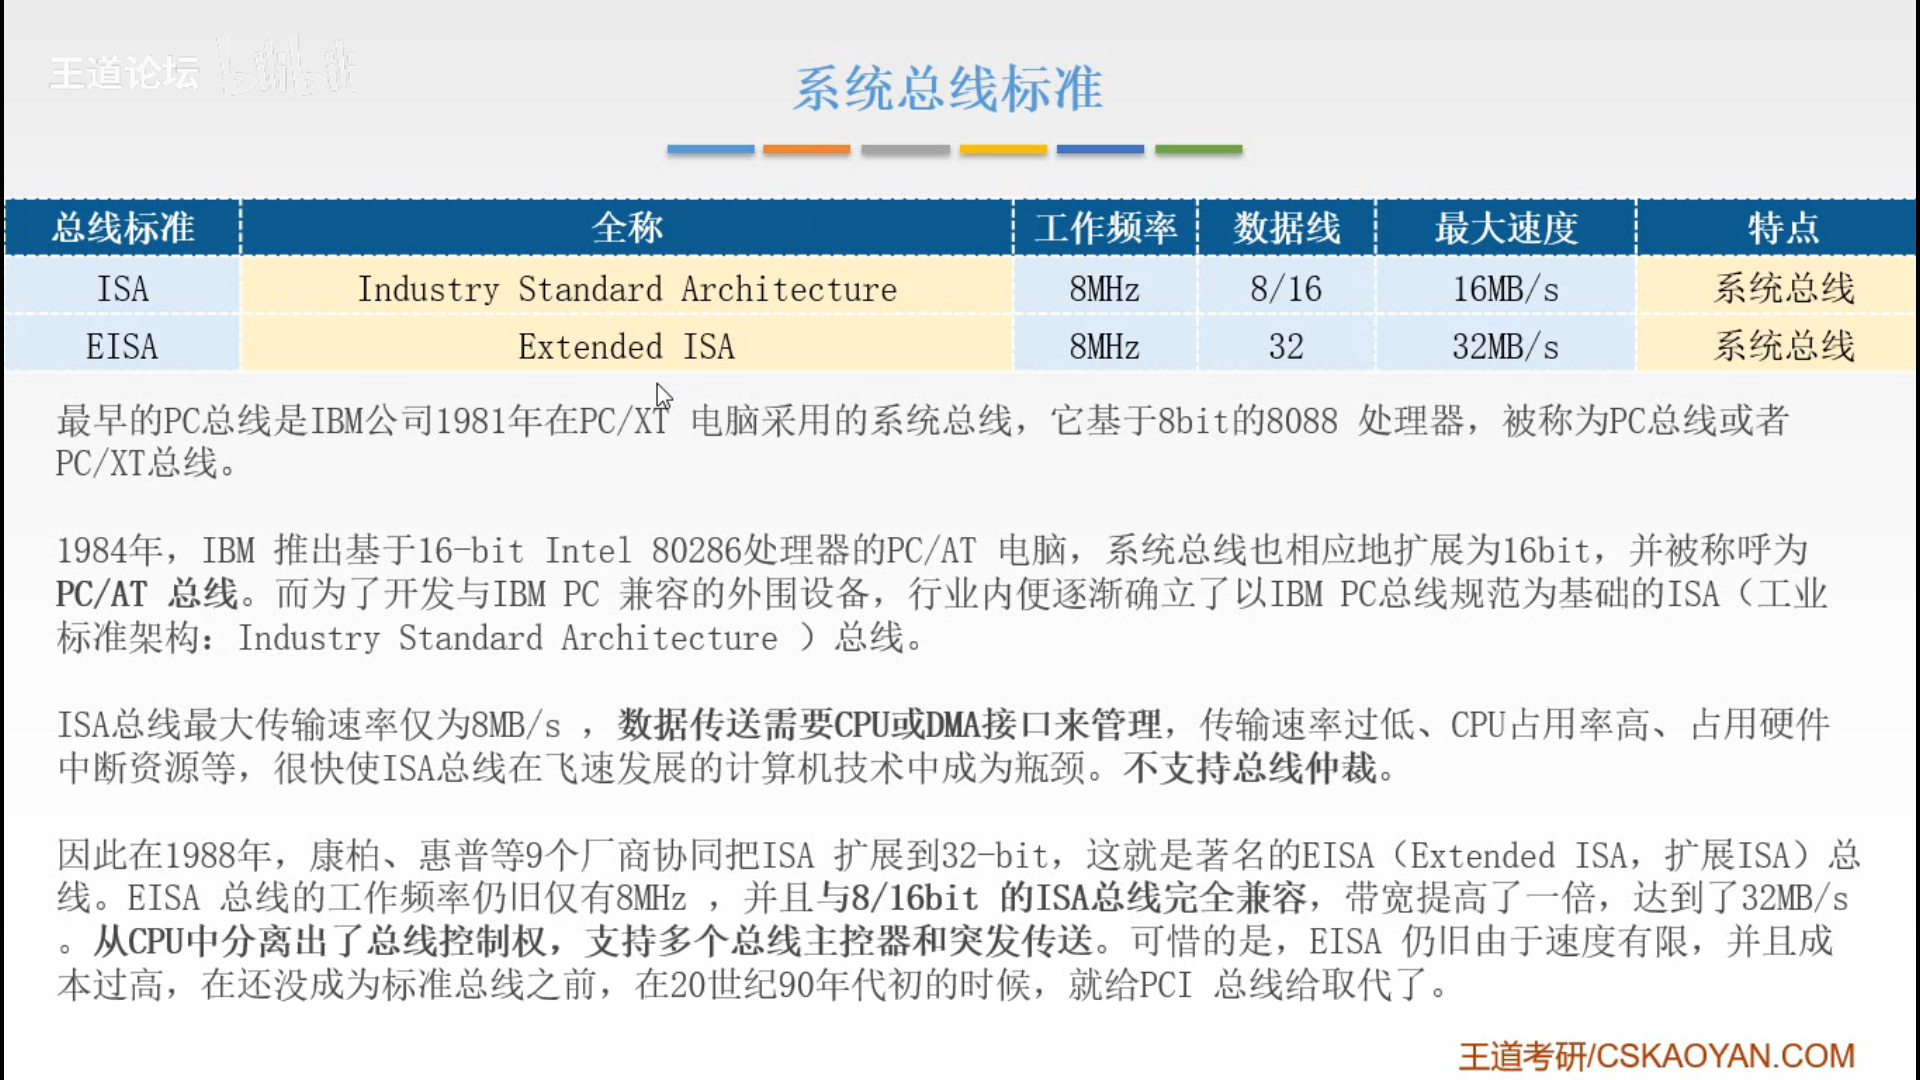 王道论坛 bilibili
系统总线标准
总线标准 全称 工作频率 数据线 最大速度 特点
ISA Industry Standard Architecture 8MHz 8/16 16MB/s 系统总线
EISA Extended ISA 8MHz 32 32MB/s 系统总线
最早的PC总线是IBM公司1981年在PC/XT 电脑采用的系统总线，它基于8bit的8088 处理器，被称为PC总线或者
PC/XT总线。
1984年，IBM 推出基于16-bit Intel 80286处理器的PC/AT 电脑，系统总线也相应地扩展为16bit，并被称呼为
PC/AT 总线。而为了开发与IBM PC 兼容的外围设备，行业内便逐渐确立了以IBM PC总线规范为基础的ISA（工业
标准架构：Industry Standard Architecture ）总线。
ISA总线最大传输速率仅为8MB/s ，数据传送需要CPU或DMA接口来管理，传输速率过低、CPU占用率高、占用硬件
中断资源等，很快使ISA总线在飞速发展的计算机技术中成为瓶颈。不支持总线仲裁。
因此在1988年，康柏、惠普等9个厂商协同把ISA 扩展到32-bit，这就是著名的EISA（Extended ISA，扩展ISA）总
线。EISA 总线的工作频率仍旧仅有8MHz ，并且与8/16bit 的ISA总线完全兼容，带宽提高了一倍，达到了32MB/s
。从CPU中分离出了总线控制权，支持多个总线主控器和突发传送。可惜的是，EISA 仍旧由于速度有限，并且成
本过高，在还没成为标准总线之前，在20世纪90年代初的时候，就给PCI 总线给取代了。
王道考研/CSKAOYAN.COM